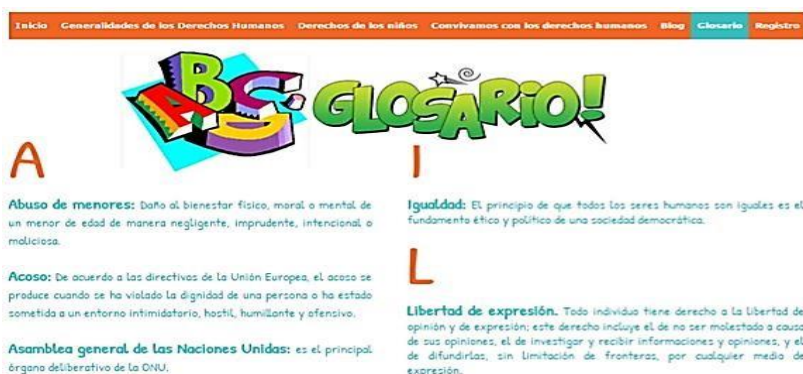 Inicio Generalidades de los Derechos Humanos Derechos de los niños Convivamos con los derechos humanos Blog Glosario Registro
ABCD GLOSARIO!
A
Abuso de menores: Daño al bienestar físico, moral o mental de
un menor de edad de manera negligente, imprudente, intencional o
maliciosa.
Acoso: De acuerdo a las directivas de la Unión Europea, el acoso se
produce cuando se ha violado la dignidad de una persona o ha estado
sometida a un entorno intimidatorio, hostil, humillante y ofensivo.
Asamblea general de las Naciones Unidas: es el principal
órgano deliberativo de la ONU.
I
Igualdad: El principio de que todos los seres humanos son iguales es el
fundamento ético y político de una sociedad democrática.
L
Libertad de expresión. Todo individuo tiene derecho a la libertad de
opinión y de expresión; este derecho incluye el de no ser molestado a causa
de sus opiniones, el de investigar y recibir informaciones y opiniones, y el
de difundirlas, sin limitación de fronteras, por cualquier medio de
expresión.